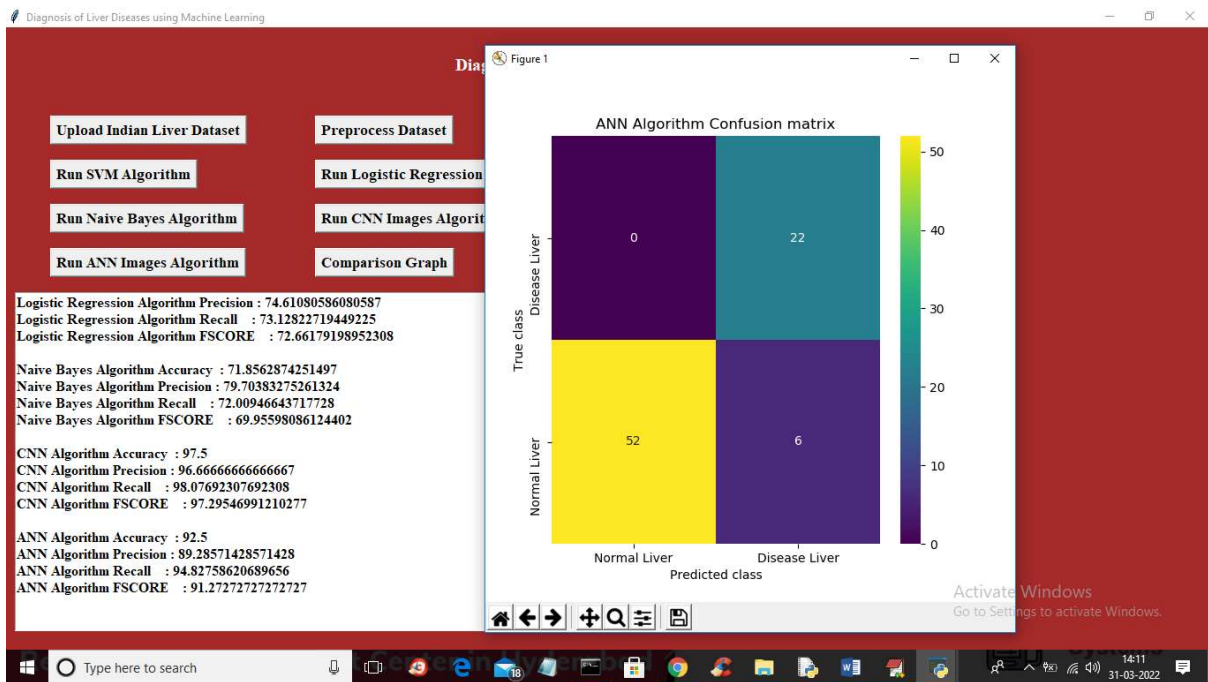 Diagnosis of Liver Diseases using Machine Learning
Diag
Upload Indian Liver Dataset
Preprocess Dataset
Run SVM Algorithm
Run Logistic Regression
Run Naive Bayes Algorithm
Run CNN Images Algorit
Run ANN Images Algorithm
Comparison Graph
Logistic Regression Algorithm Precision : 74.61080586080587
Logistic Regression Algorithm Recall : 73.12822719449225
Logistic Regression Algorithm FSCORE : 72.66179198952308
Naive Bayes Algorithm Accuracy : 71.8562874251497
Naive Bayes Algorithm Precision : 79.70383275261324
Naive Bayes Algorithm Recall : 72.00946643717728
Naive Bayes Algorithm FSCORE : 69.95598086124402
CNN Algorithm Accuracy : 97.5
CNN Algorithm Precision : 96.66666666666667
CNN Algorithm Recall : 98.07692307692308
CNN Algorithm FSCORE : 97.29546991210277
ANN Algorithm Accuracy : 92.5
ANN Algorithm Precision : 89.28571428571428
ANN Algorithm Recall : 94.82758620689656
ANN Algorithm FSCORE : 91.27272727272727
Figure 1
ANN Algorithm Confusion matrix
True class
Disease Liver
0
22
Normal Liver
52
6
Normal Liver
Disease Liver
Predicted class
50
40
30
20
10
0
Activate Windows
Go to Settings to activate Windows.
Type here to search
18
14:11
31-03-2022